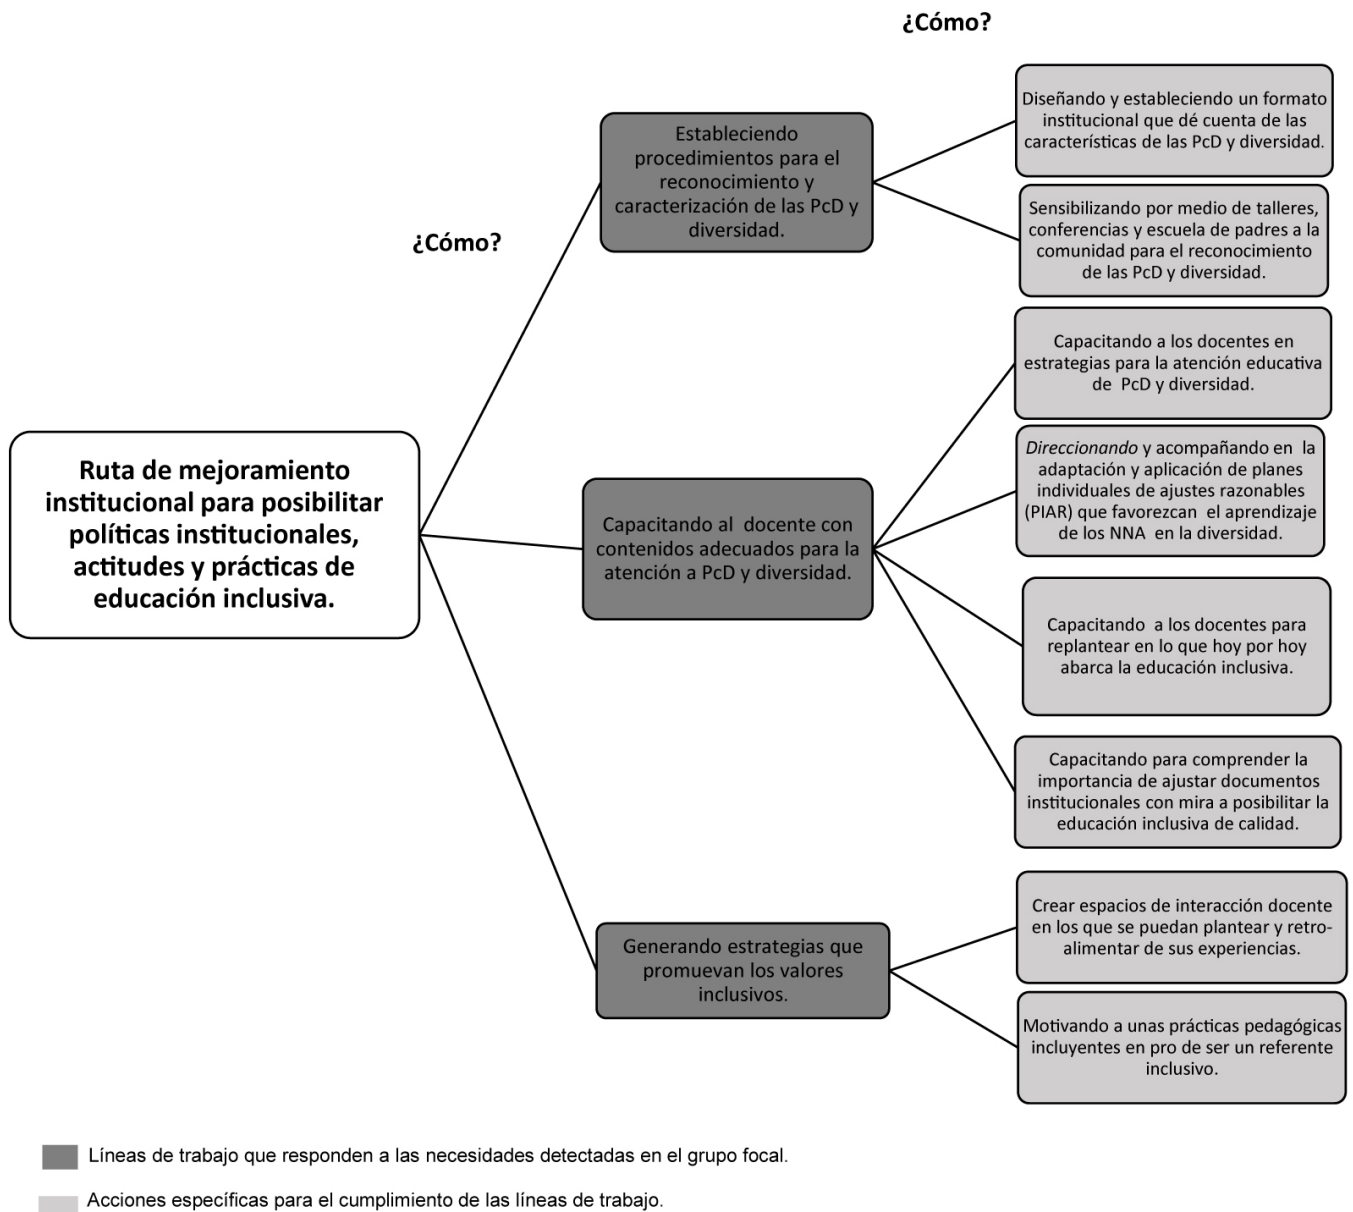 ¿Cómo?
¿Cómo?
Ruta de mejoramiento
institucional para posibilitar
políticas institucionales,
actitudes y prácticas de
educación inclusiva.
Estableciendo
procedimientos para el
reconocimiento y
caracterización de las PcD y
diversidad.
Diseñando y estableciendo un formato
institucional que dé cuenta de las
características de las PcD y diversidad.
Sensibilizando por medio de talleres,
conferencias y escuela de padres a la
comunidad para el reconocimiento
de las PcD y diversidad.
Capacitando al docente con
contenidos adecuados para la
atención a PcD y diversidad.
Capacitando a los docentes en
estrategias para la atención educativa
de PcD y diversidad.
Direccionando y acompañando en la
adaptación y aplicación de planes
individuales de ajustes razonables
(PIAR) que favorezcan el aprendizaje
de los NNA en la diversidad.
Capacitando a los docentes para
replantear en lo que hoy por hoy
abarca la educación inclusiva.
Capacitando para comprender la
importancia de ajustar documentos
institucionales con mira a posibilitar la
educación inclusiva de calidad.
Generando estrategias que
promuevan los valores
inclusivos.
Crear espacios de interacción docente
en los que se puedan plantear y retro-
alimentar de sus experiencias.
Motivando a unas prácticas pedagógicas
incluyentes en pro de ser un referente
inclusivo.
Líneas de trabajo que responden a las necesidades detectadas en el grupo focal.
Acciones específicas para el cumplimiento de las líneas de trabajo.